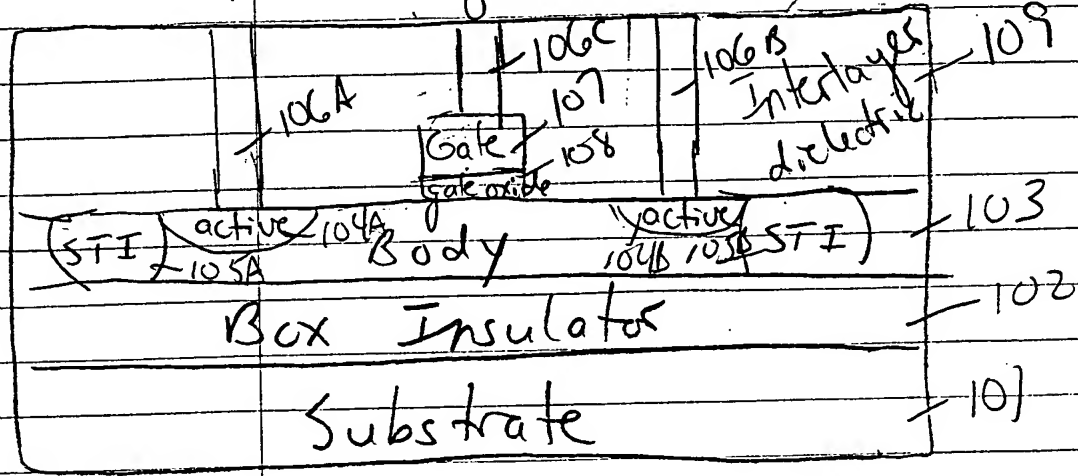 106C 109
106B
107 Interlayer
106A dielectric
Gate 108
gate oxide
103
active 104A active
STI Body STI
105A 104B 105B
102
Box Insulator
101
Substrate